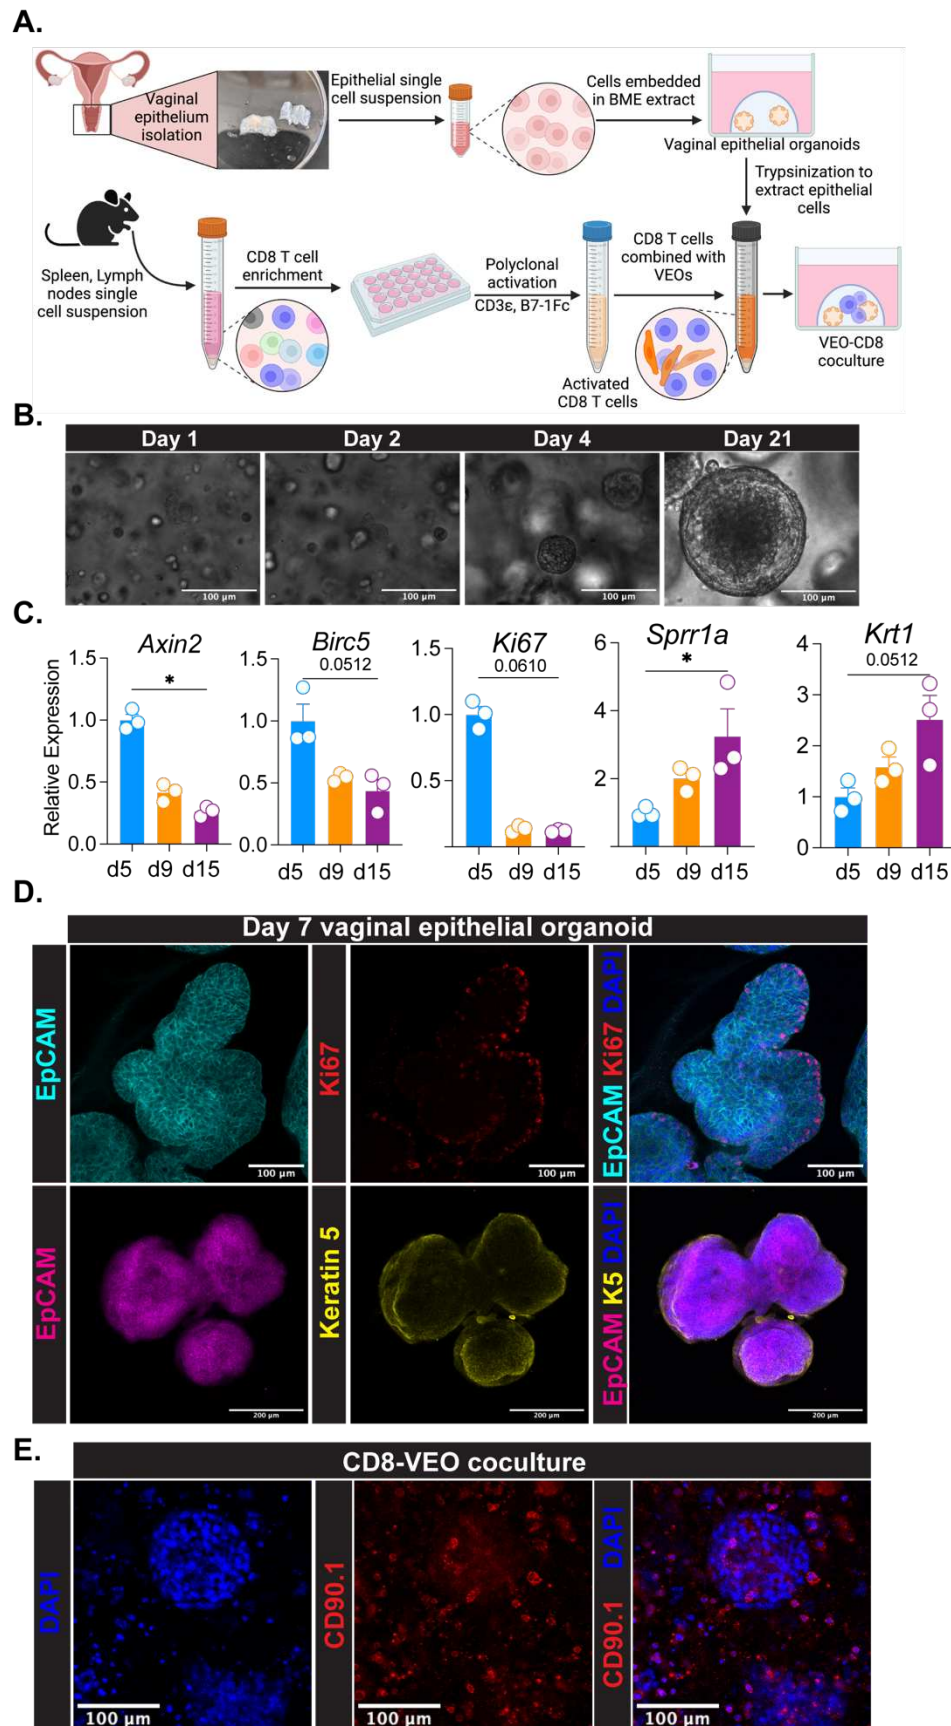 A.
Vaginal
epithelium
isolation
Epithelial single
cell suspension
Cells embedded
in BME extract
Vaginal epithelial organoids
Trypsinization to
extract epithelial
cells
Spleen, Lymph
nodes single
cell suspension
CD8 T cell
enrichment
Polyclonal
activation
CD3ε, B7-1Fc
Activated
CD8 T cells
CD8 T cells
combined with
VEOs
VEO-CD8
coculture
B.
Day 1
Day 2
Day 4
Day 21
100 µm
100 µm
100 µm
100 µm
C.
Relative Expression
Axin2
*
1.5
1.0
0.5
0.0
d5 d9 d15
Birc5
0.0512
1.5
1.0
0.5
0.0
d5 d9 d15
Ki67
0.0610
1.5
1.0
0.5
d5 d9 d15
Sprr1a
*
6
4
2
d5 d9 d15
Krt1
0.0512
4
3
2
1
0
d5 d9 d15
D.
Day 7 vaginal epithelial organoid
EpCAM
100 µm
Ki67
100 µm
EpCAM Ki67 DAPI
100 µm
EpCAM
200 µm
Keratin 5
200 µm
EpCAM K5 DAPI
200 µm
E.
CD8-VEO coculture
DAPI
100 µm
CD90.1
100 µm
CD90.1 DAPI
100 µm